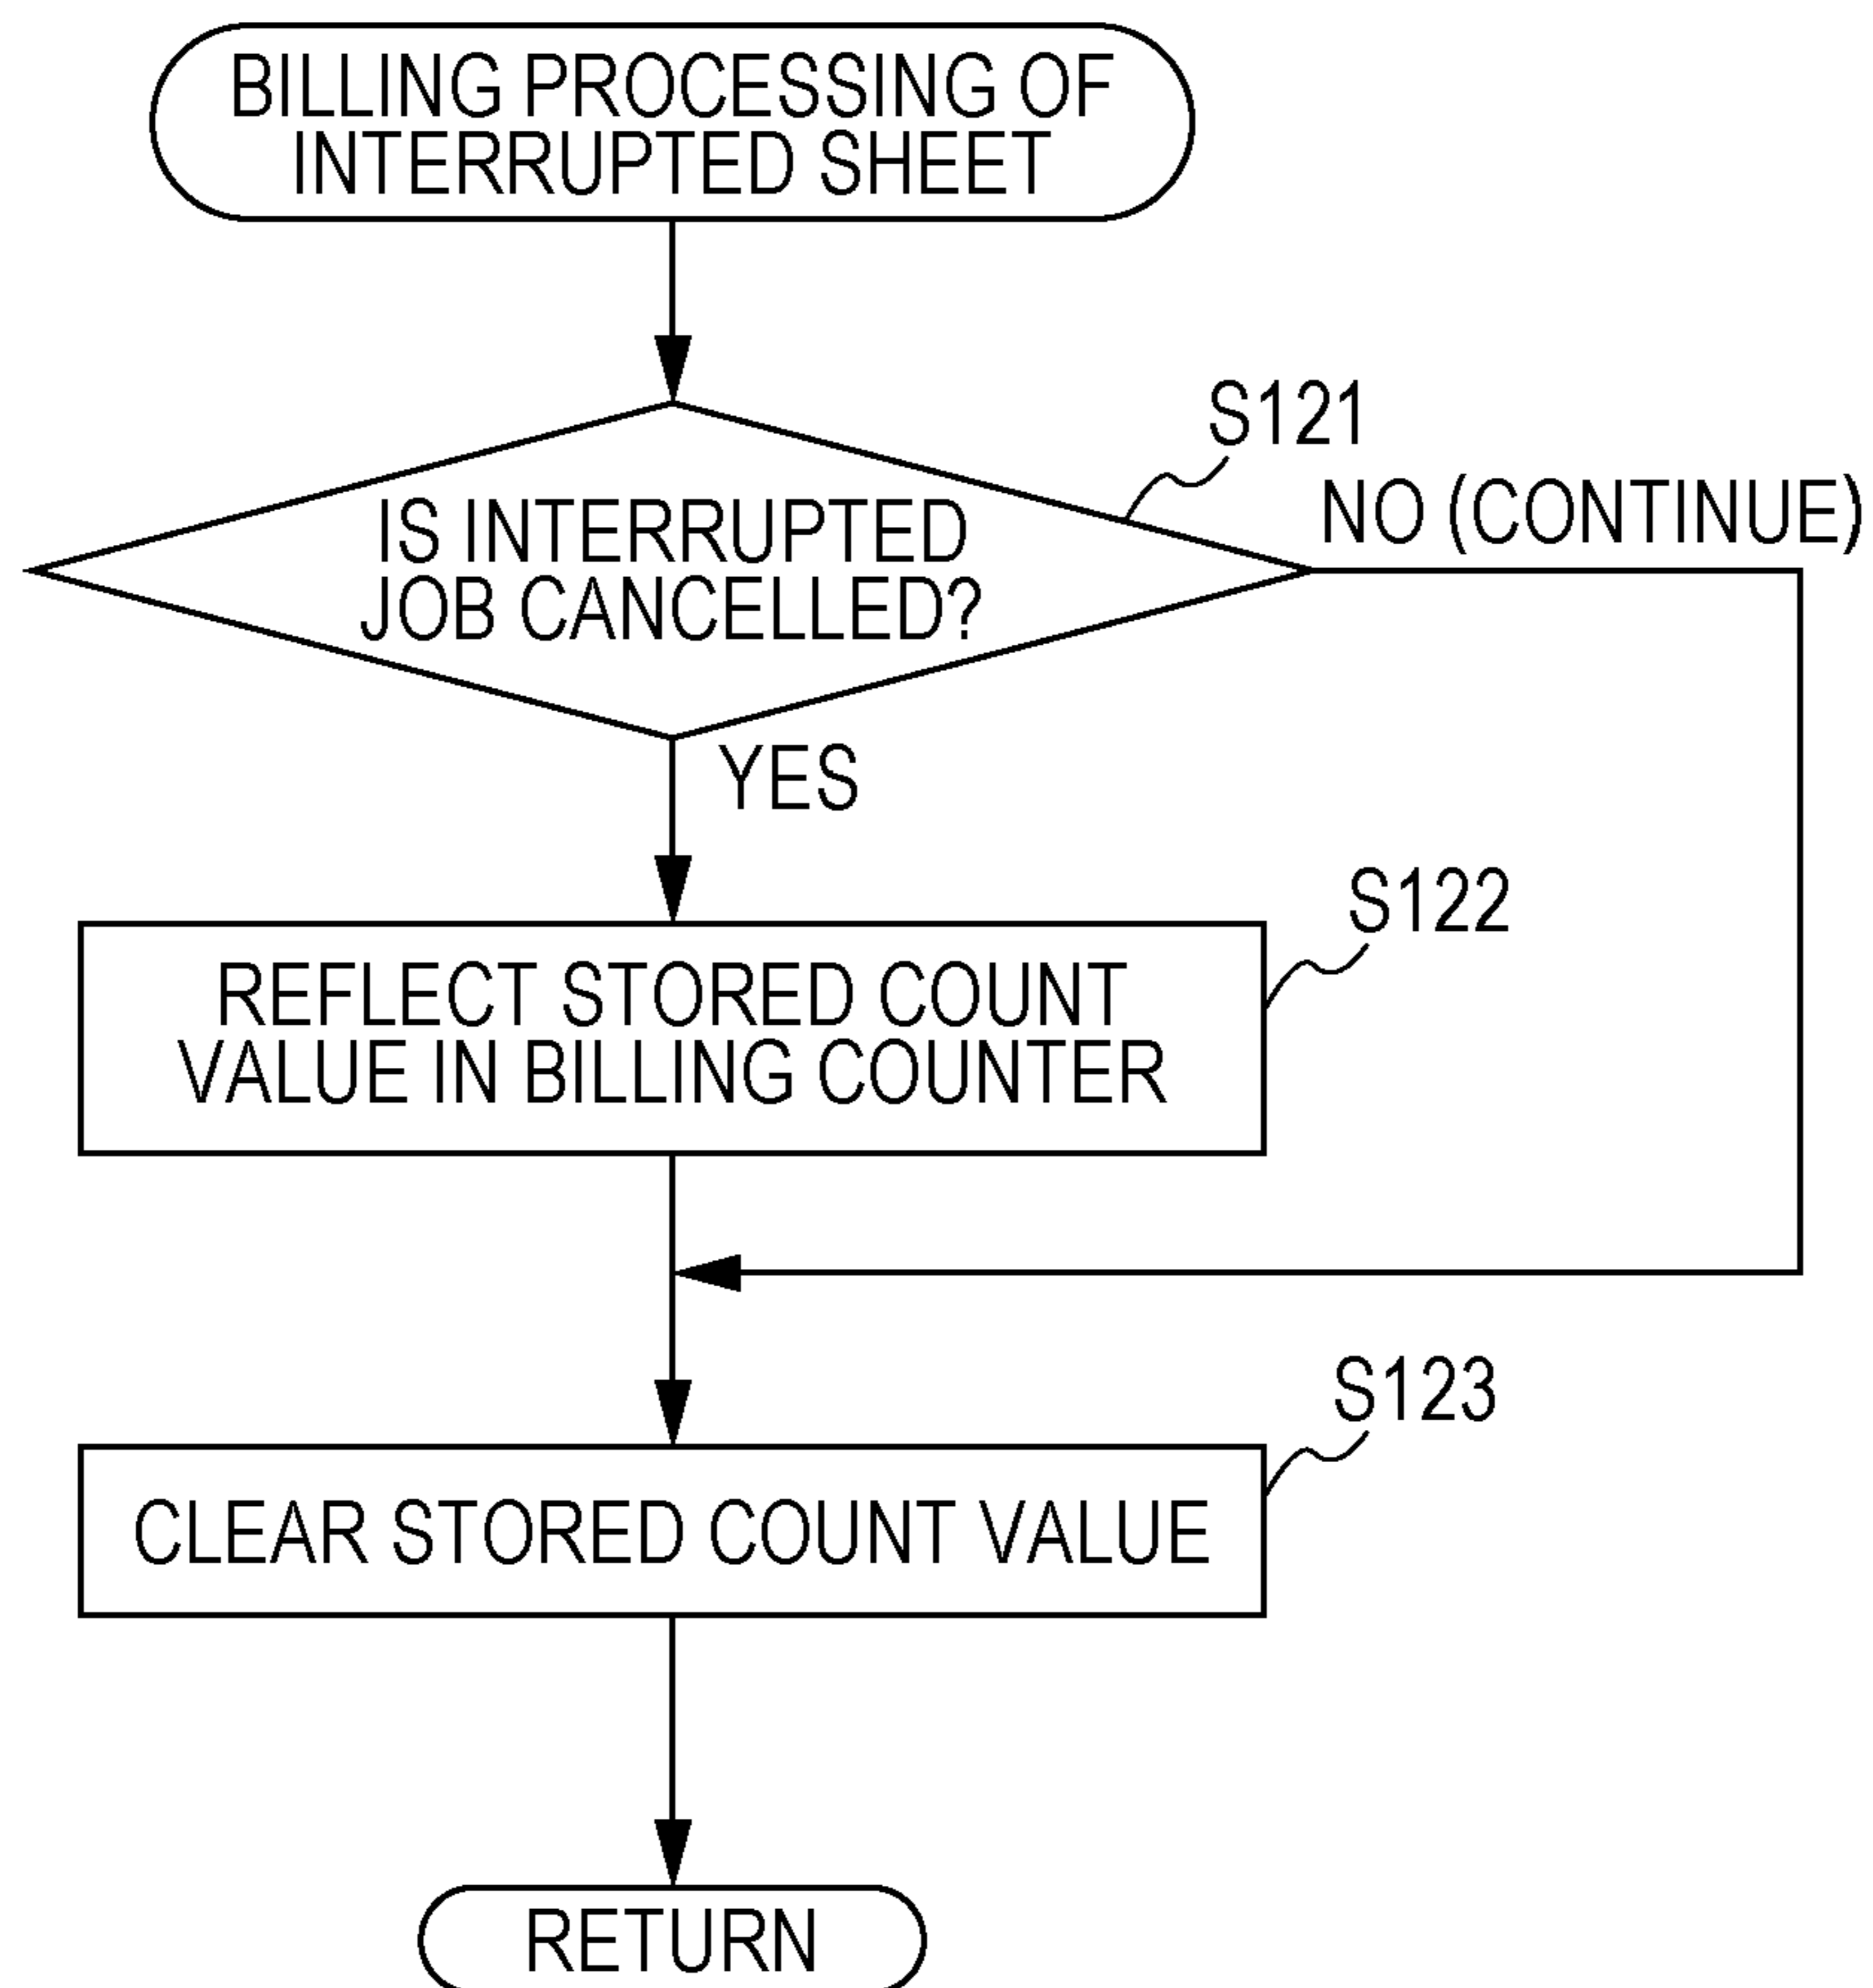 BILLING PROCESSING OF
INTERRUPTED SHEET
S121
NO (CONTINUE)
IS INTERRUPTED
JOB CANCELLED?
YES
S122
REFLECT STORED COUNT
VALUE IN BILLING COUNTER
S123
CLEAR STORED COUNT VALUE
RETURN